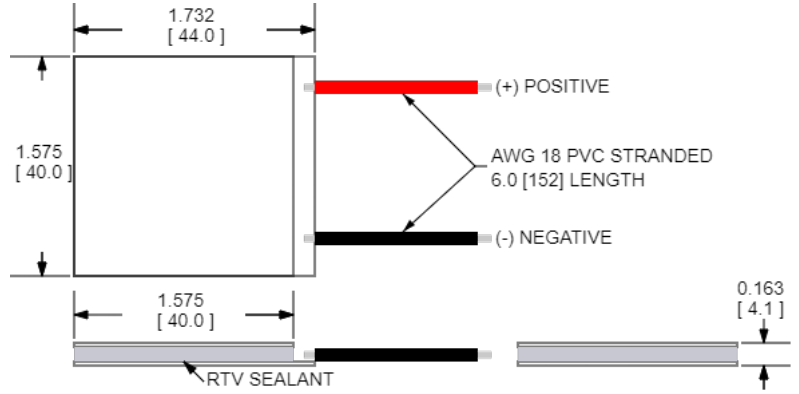 1.732
[ 44.0 ]
(+) POSITIVE
1.575
[ 40.0 ]
AWG 18 PVC STRANDED
6.0 [152] LENGTH
(-) NEGATIVE
1.575
[ 40.0 ]
0.163
[ 4.1 ]
RTV SEALANT